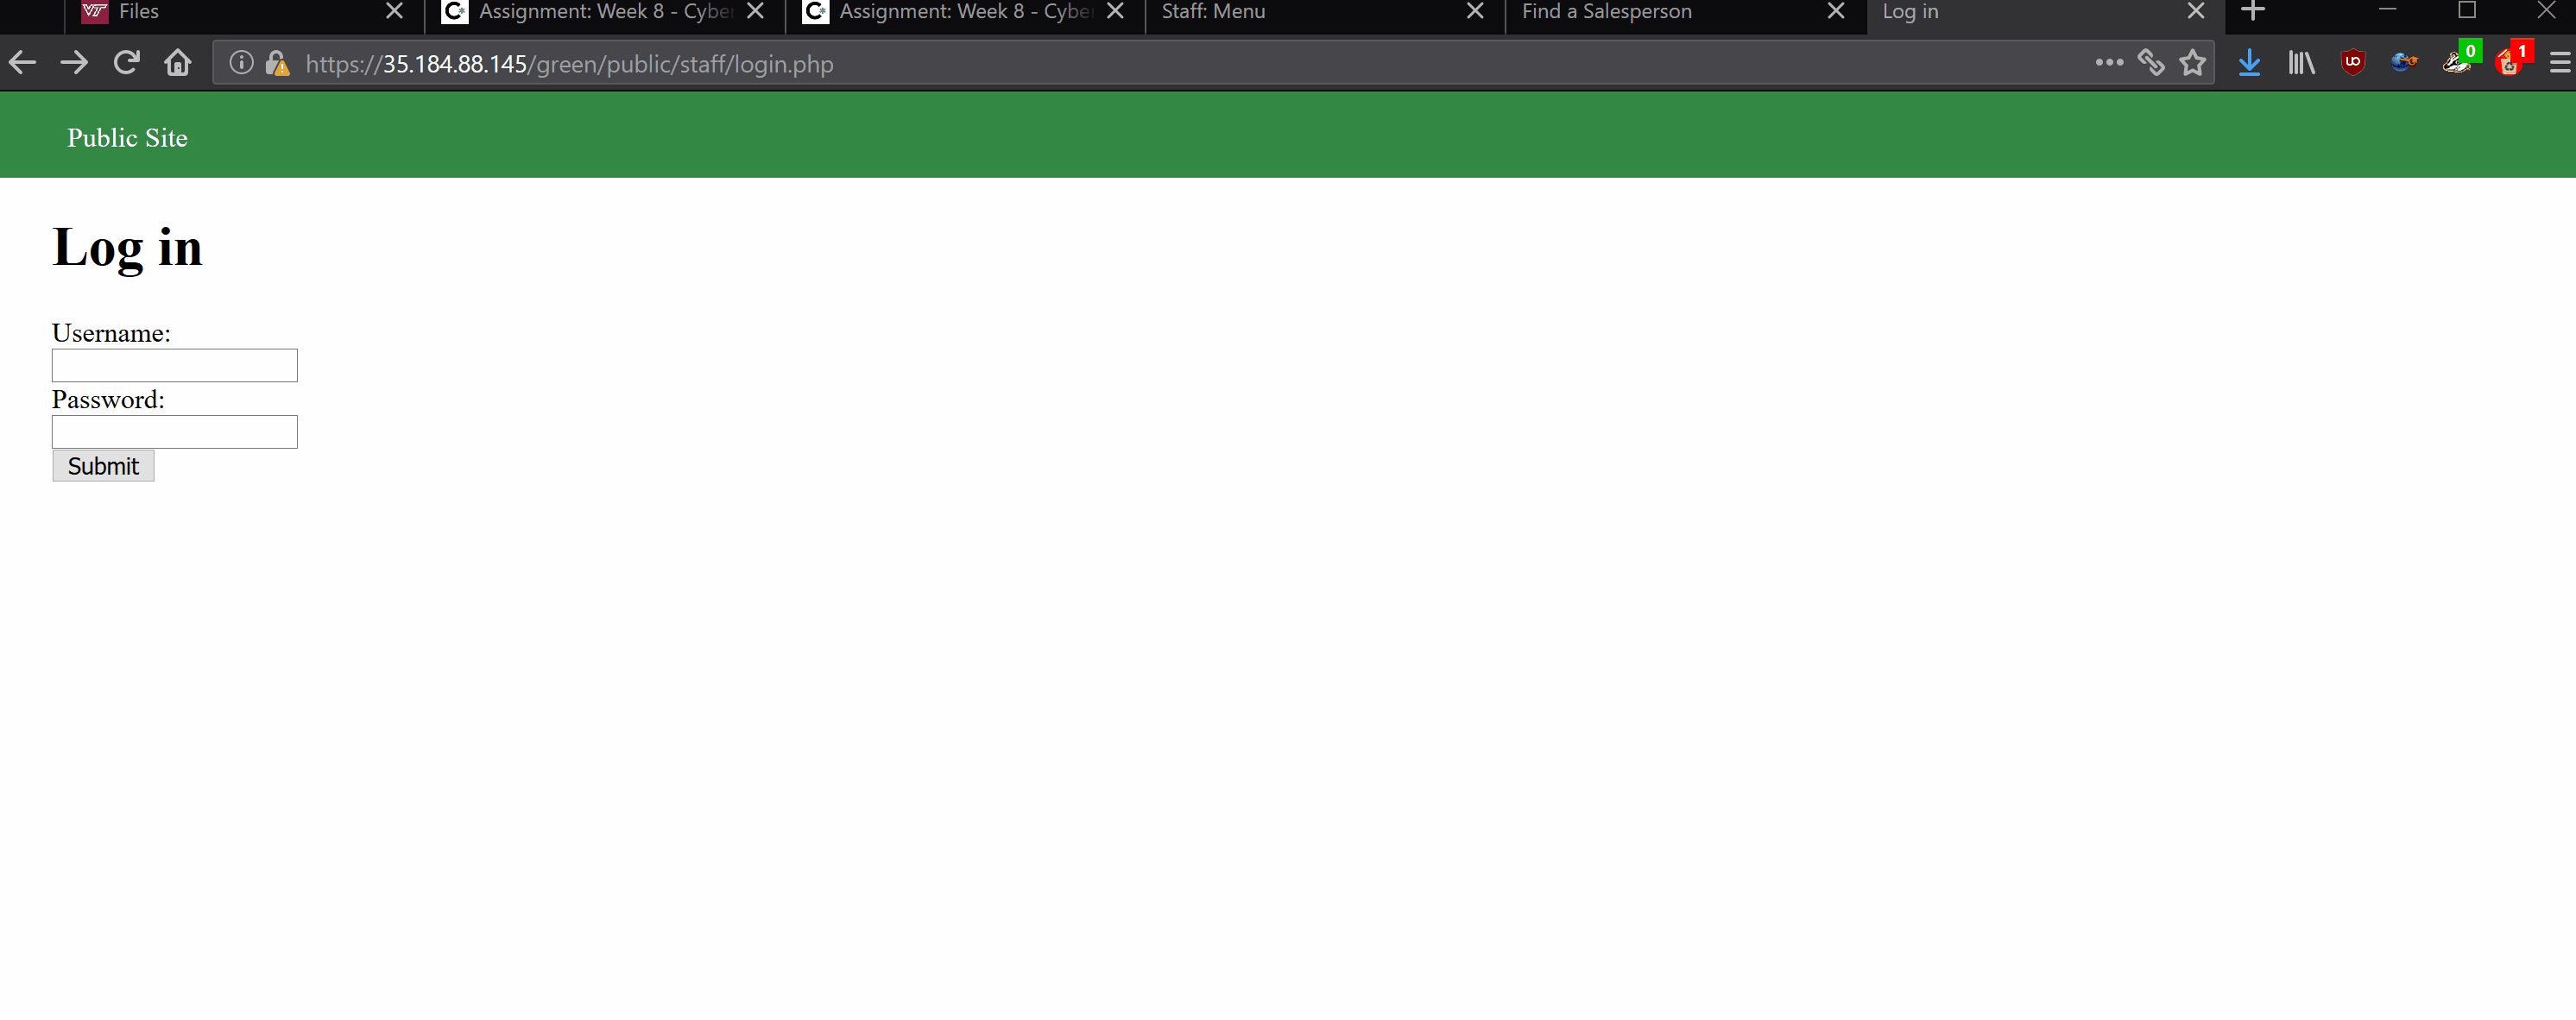 Files
Assignment: Week 8 - Cyber
Assignment: Week 8 - Cyber
Staff: Menu
Find a Salesperson
Log in
https://35.184.88.145/green/public/staff/login.php
0
1
Public Site
Log in
Username:
Password:
Submit